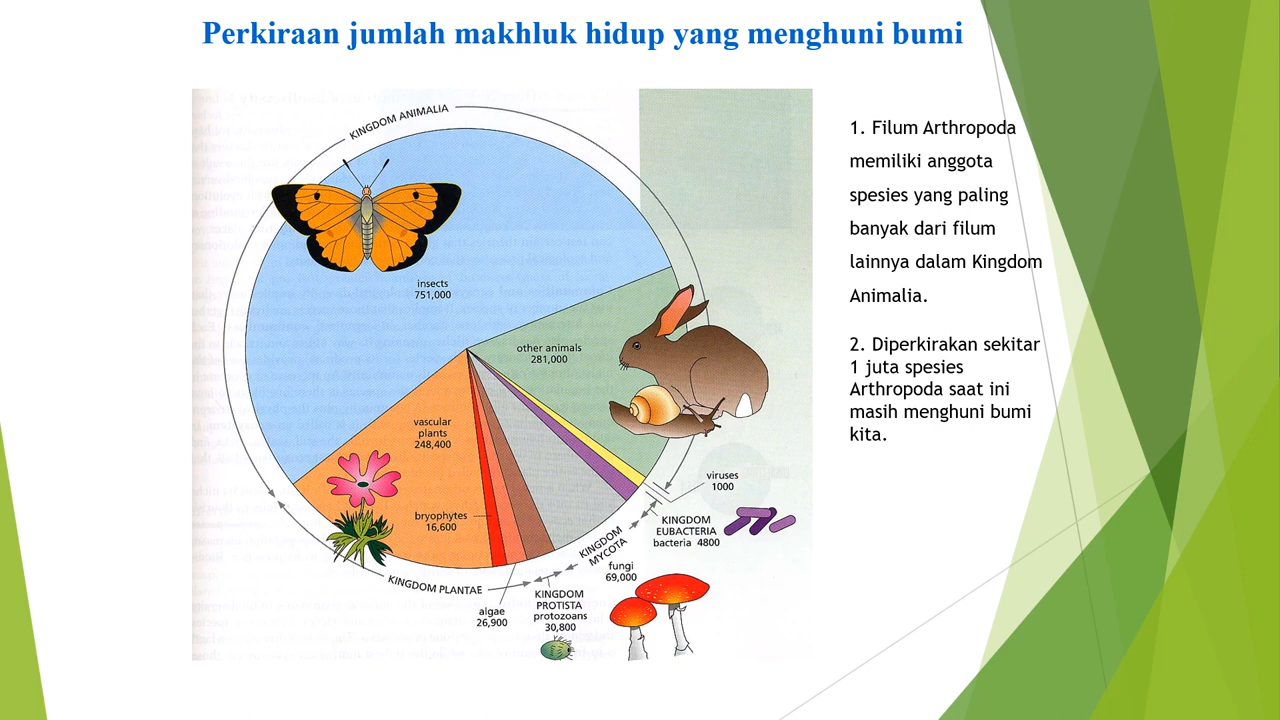 Perkiraan jumlah makhluk hidup yang menghuni bumi
KINGDOM ANIMALIA
insects
751,000
other animals
281,000
vascular
plants
248,400
bryophytes
16,600
viruses
1000
KINGDOM
EUBACTERIA
bacteria 4800
KINGDOM
MYCOTA
fungi
69,000
KINGDOM PLANTAE
algae
26,900
KINGDOM
PROTISTA
protozoans
30,800
1. Filum Arthropoda
memiliki anggota
spesies yang paling
banyak dari filum
lainnya dalam Kingdom
Animalia.
2. Diperkirakan sekitar
1 juta spesies
Arthropoda saat ini
masih menghuni bumi
kita.